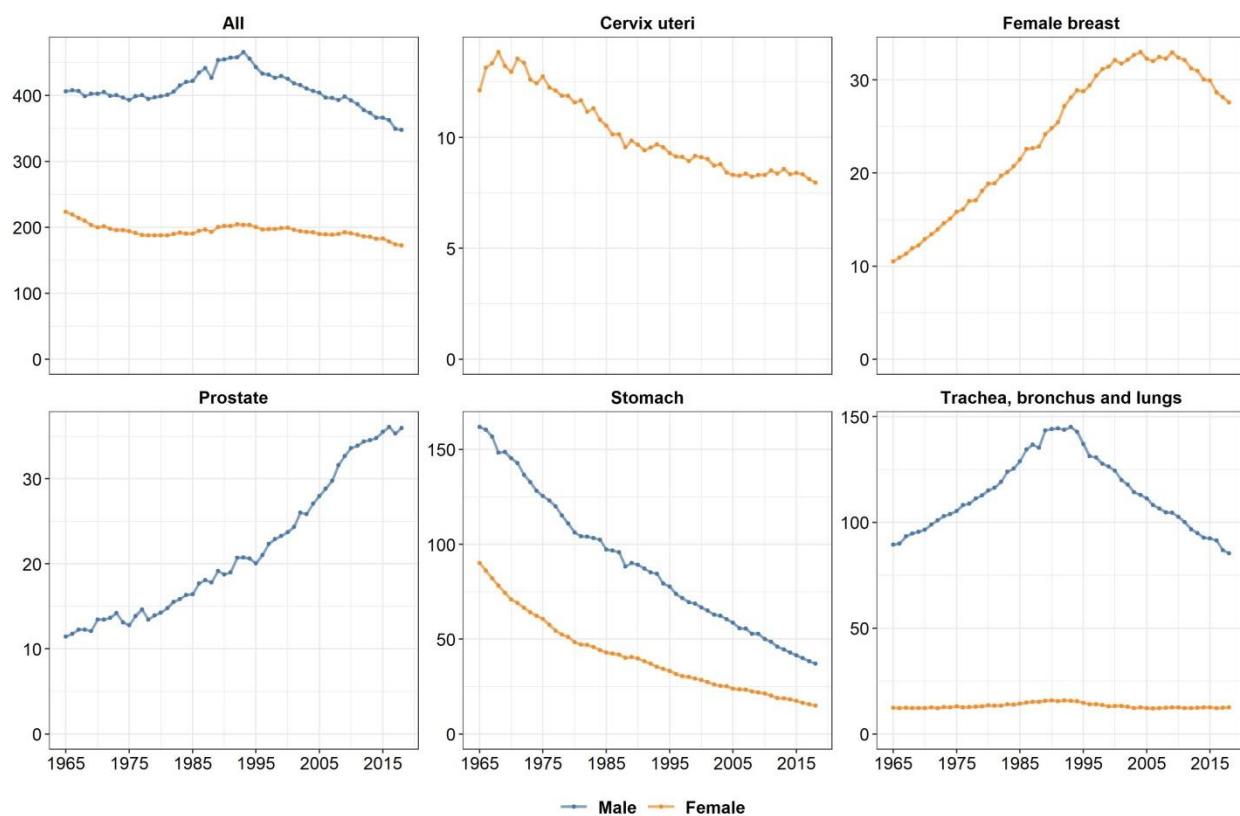 All
Cervix uteri
Female breast
400
300
200
100
0
10
5
0
30
20
10
0
Prostate
Stomach
Trachea, bronchus and lungs
30
20
10
0
150
100
50
0
150
100
50
0
1965 1975 1985 1995 2005 2015
1965 1975 1985 1995 2005 2015
1965 1975 1985 1995 2005 2015
Male Female